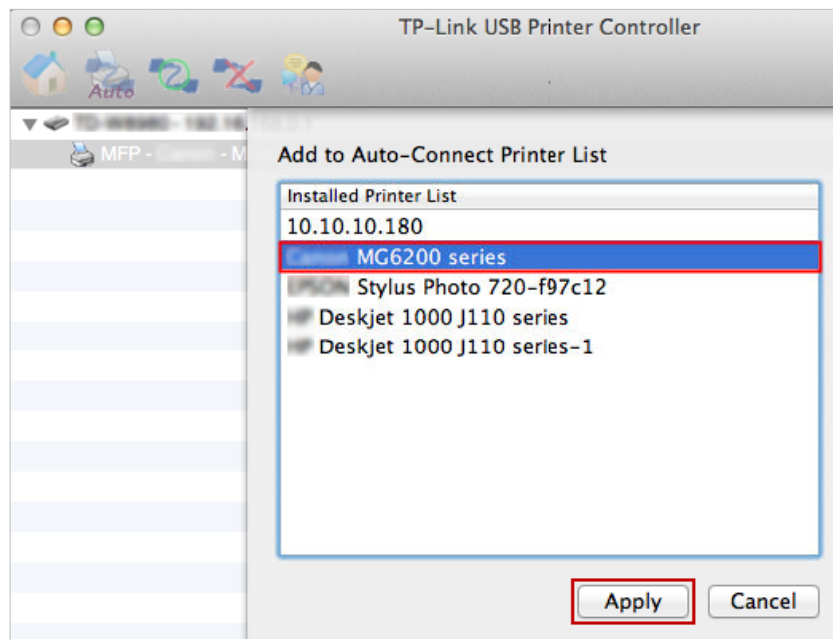 TP-Link USB Printer Controller
Auto
MFP - - M
Add to Auto-Connect Printer List
Installed Printer List
10.10.10.180
MG6200 series
Stylus Photo 720-f97c12
Deskjet 1000 J110 series
Deskjet 1000 J110 series-1
Apply
Cancel